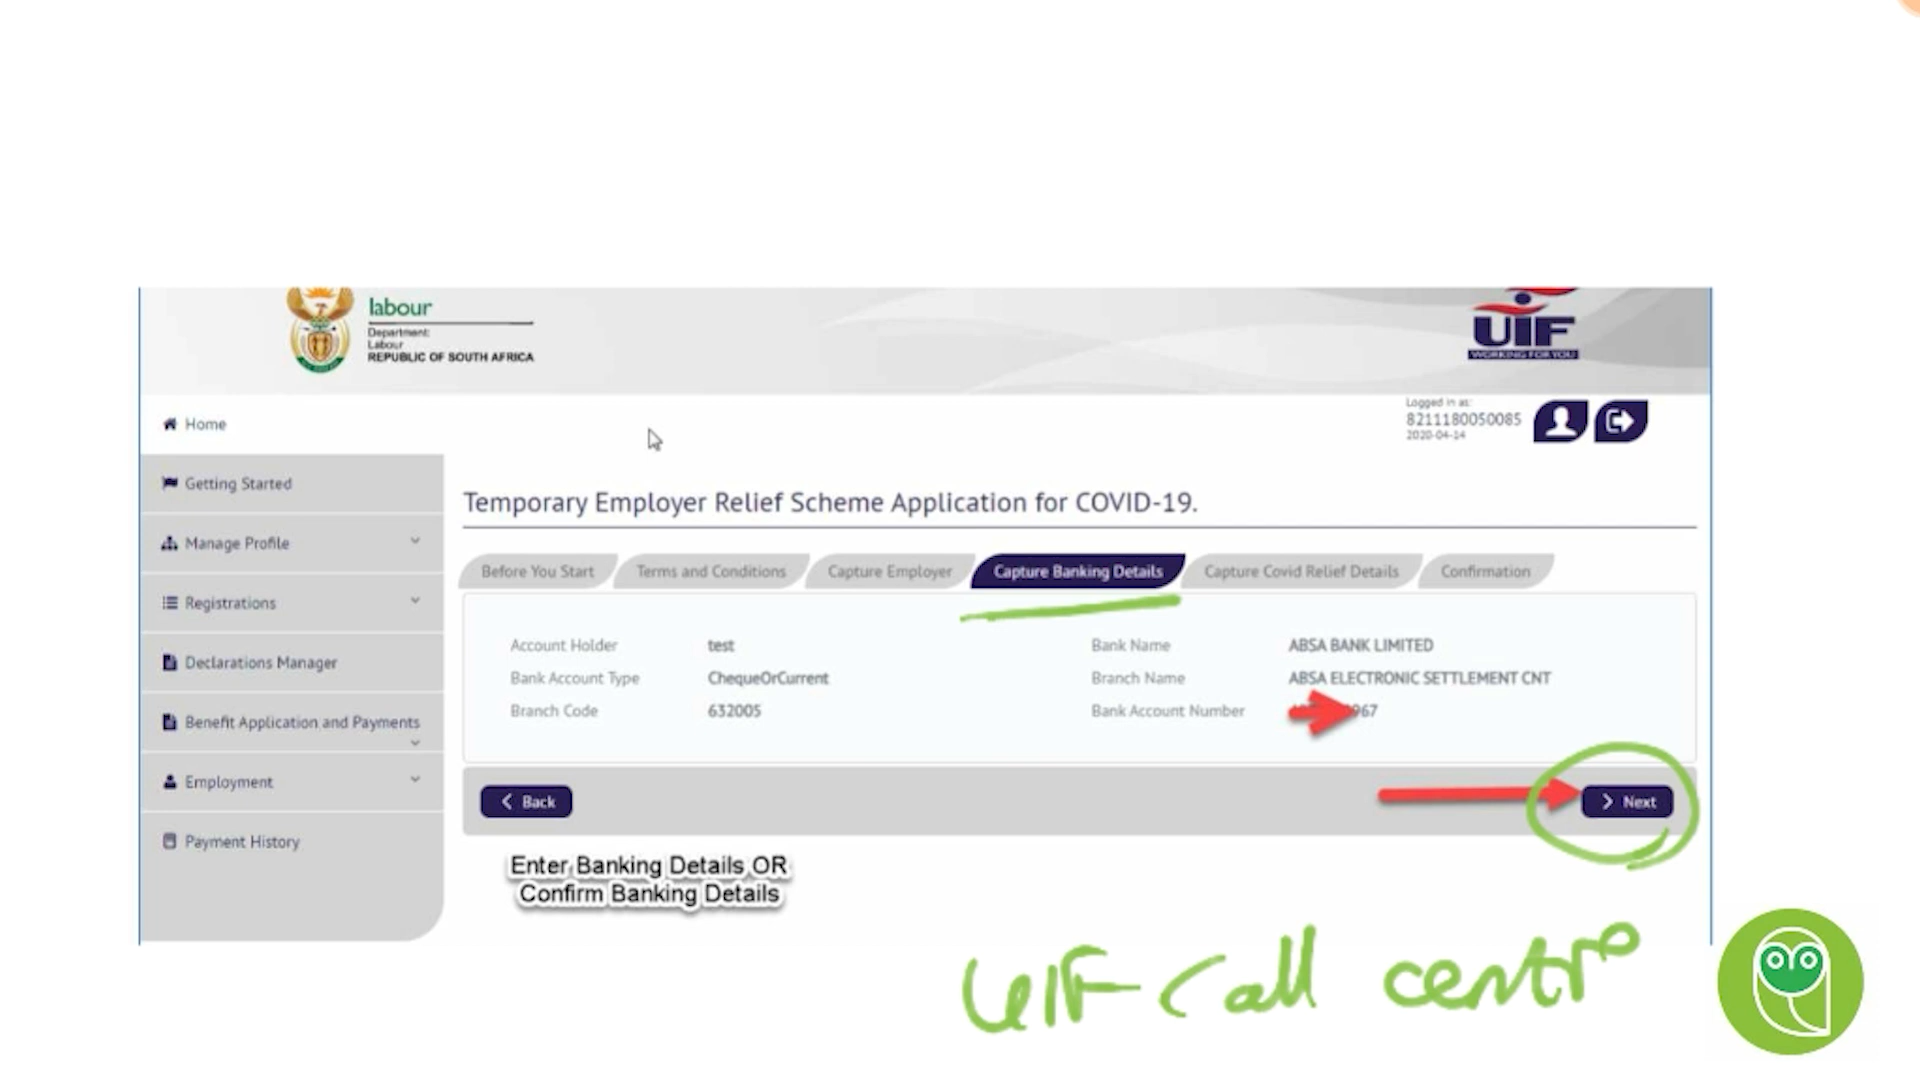 labour
Department:
Labour
REPUBLIC OF SOUTH AFRICA
UIF
WORKING FOR YOU
Home
Logged in as:
8211180050085
2020-04-14
Getting Started
Manage Profile
Registrations
Declarations Manager
Benefit Application and Payments
Employment
Payment History
Temporary Employer Relief Scheme Application for COVID-19.
Before You Start
Terms and Conditions
Capture Employer
Capture Banking Details
Capture Covid Relief Details
Confirmation
Account Holder test
Bank Name ABSA BANK LIMITED
Bank Account Type ChequeOrCurrent
Branch Name ABSA ELECTRONIC SETTLEMENT CNT
Branch Code 632005
Bank Account Number 967
Back
Next
Enter Banking Details OR
Confirm Banking Details
UIF Call centre